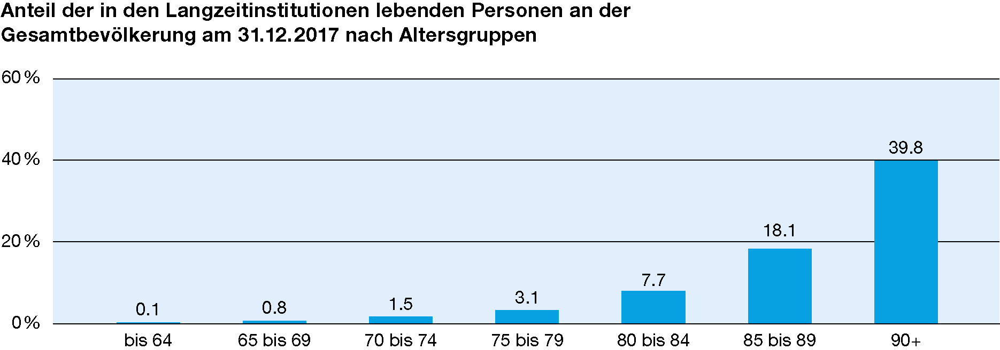 Anteil der in den Langzeitinstitutionen lebenden Personen an der
Gesamtbevölkerung am 31.12.2017 nach Altersgruppen
60 %
40 %
20 %
0 %
0.1
0.8
1.5
3.1
7.7
18.1
39.8
bis 64
65 bis 69
70 bis 74
75 bis 79
80 bis 84
85 bis 89
90+